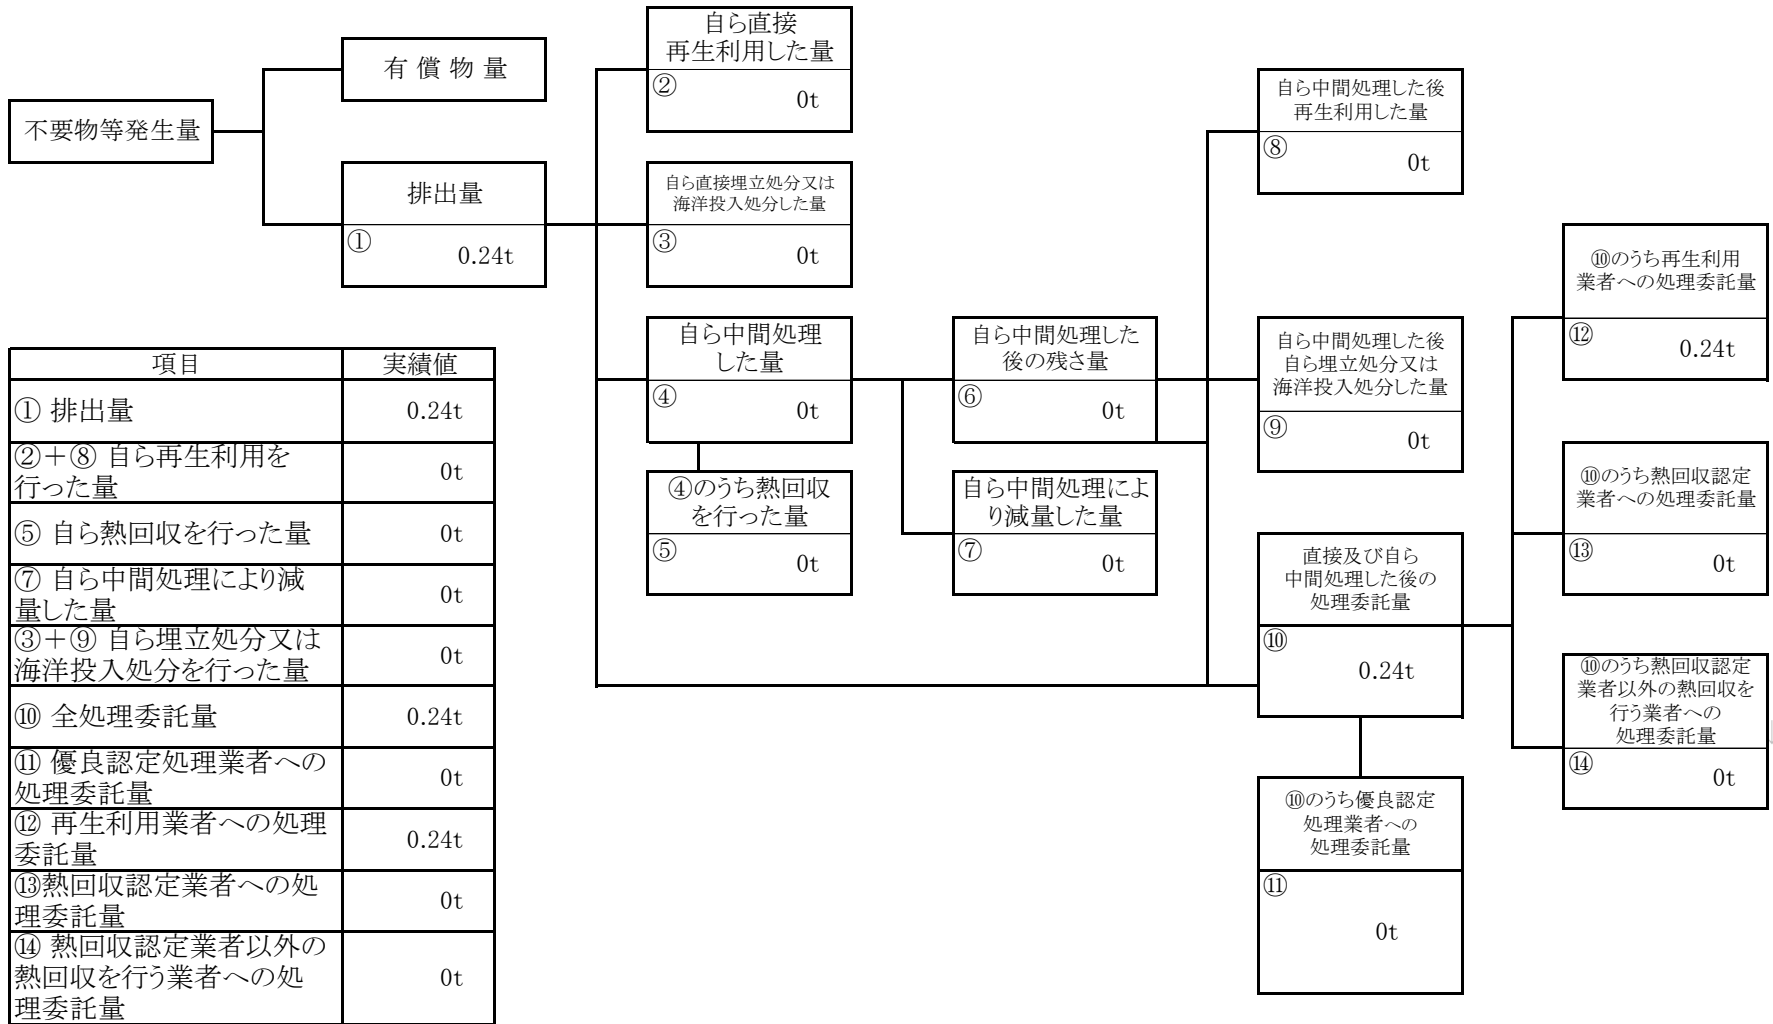 不要物等発生量
有 償 物 量
排出量
①
0.24t
自ら直接
再生利用した量
②
0t
自ら直接埋立処分又は
海洋投入処分した量
③
0t
自ら中間処理
した量
④
0t
④のうち熱回収
を行った量
⑤
0t
自ら中間処理した
後の残さ量
⑥
0t
自ら中間処理によ
り減量した量
⑦
0t
自ら中間処理した後
再生利用した量
⑧
0t
自ら中間処理した後
自ら埋立処分又は
海洋投入処分した量
⑨
0t
直接及び自ら
中間処理した後の
処理委託量
⑩
0.24t
⑩のうち優良認定
処理業者への
処理委託量
⑪
0t
⑩のうち再生利用
業者への処理委託量
⑫
0.24t
⑩のうち熱回収認定
業者への処理委託量
⑬
0t
⑩のうち熱回収認定
業者以外の熱回収を
行う業者への
処理委託量
⑭
0t
項目 実績値
① 排出量 0.24t
②＋⑧ 自ら再生利用を
行った量 0t
⑤ 自ら熱回収を行った量 0t
⑦ 自ら中間処理により減
量した量 0t
③＋⑨ 自ら埋立処分又は
海洋投入処分を行った量 0t
⑩ 全処理委託量 0.24t
⑪ 優良認定処理業者への
処理委託量 0t
⑫ 再生利用業者への処理
委託量 0.24t
⑬熱回収認定業者への処
理委託量 0t
⑭ 熱回収認定業者以外の
熱回収を行う業者への処
理委託量 0t